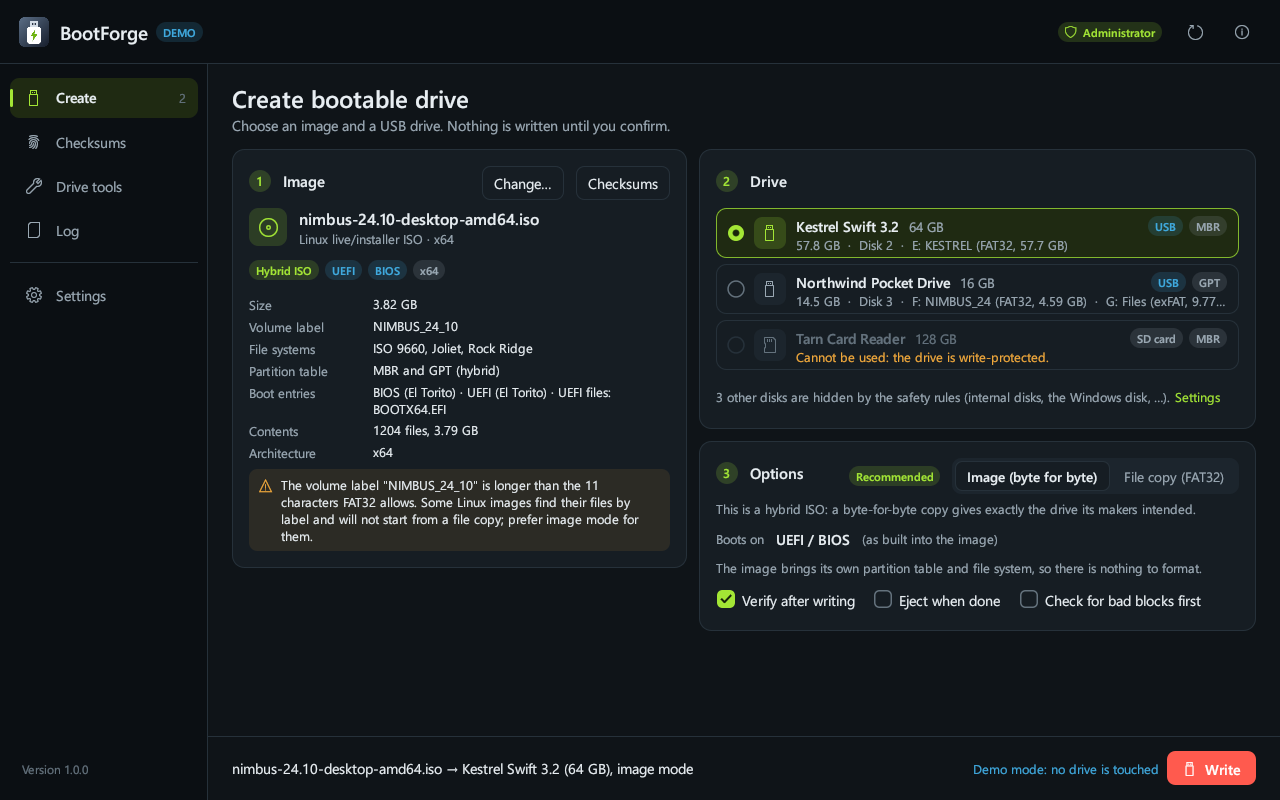 BootForge DEMO
Administrator
Create 2
Checksums
Drive tools
Log
Settings
Version 1.0.0
Create bootable drive
Choose an image and a USB drive. Nothing is written until you confirm.
1 Image Change... Checksums
nimbus-24.10-desktop-amd64.iso
Linux live/installer ISO · x64
Hybrid ISO UEFI BIOS x64
Size 3.82 GB
Volume label NIMBUS_24_10
File systems ISO 9660, Joliet, Rock Ridge
Partition table MBR and GPT (hybrid)
Boot entries BIOS (El Torito) · UEFI (El Torito) · UEFI files:
BOOTX64.EFI
Contents 1204 files, 3.79 GB
Architecture x64
The volume label "NIMBUS_24_10" is longer than the 11
characters FAT32 allows. Some Linux images find their files by
label and will not start from a file copy; prefer image mode for
them.
2 Drive
Kestrel Swift 3.2 64 GB USB MBR
57.8 GB · Disk 2 · E: KESTREL (FAT32, 57.7 GB)
Northwind Pocket Drive 16 GB USB GPT
14.5 GB · Disk 3 · F: NIMBUS_24 (FAT32, 4.59 GB) · G: Files (exFAT, 9.77...
Tarn Card Reader 128 GB SD card MBR
Cannot be used: the drive is write-protected.
3 other disks are hidden by the safety rules (internal disks, the Windows disk, ...). Settings
3 Options Recommended Image (byte for byte) File copy (FAT32)
This is a hybrid ISO: a byte-for-byte copy gives exactly the drive its makers intended.
Boots on UEFI / BIOS (as built into the image)
The image brings its own partition table and file system, so there is nothing to format.
Verify after writing Eject when done Check for bad blocks first
nimbus-24.10-desktop-amd64.iso → Kestrel Swift 3.2 (64 GB), image mode
Demo mode: no drive is touched Write